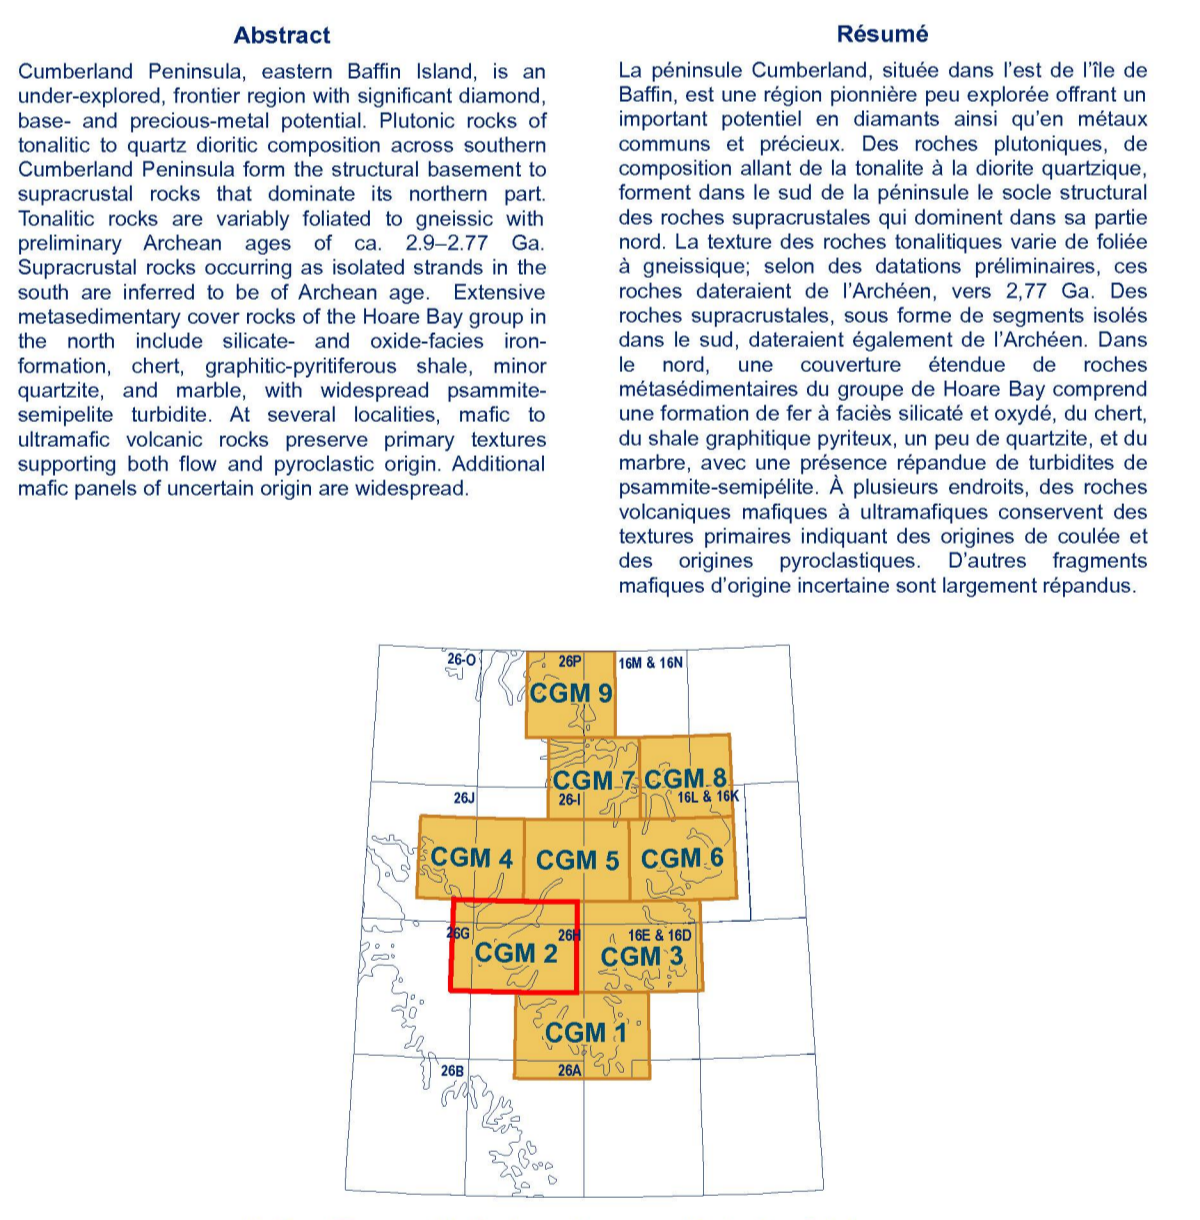 Abstract
Cumberland Peninsula, eastern Baffin Island, is an
under-explored, frontier region with significant diamond,
base- and precious-metal potential. Plutonic rocks of
tonalitic to quartz dioritic composition across southern
Cumberland Peninsula form the structural basement to
supracrustal rocks that dominate its northern part.
Tonalitic rocks are variably foliated to gneissic with
preliminary Archean ages of ca. 2.9–2.77 Ga.
Supracrustal rocks occurring as isolated strands in the
south are inferred to be of Archean age. Extensive
metasedimentary cover rocks of the Hoare Bay group in
the north include silicate- and oxide-facies iron-
formation, chert, graphitic-pyritiferous shale, minor
quartzite, and marble, with widespread psammite-
semipelite turbidite. At several localities, mafic to
ultramafic volcanic rocks preserve primary textures
supporting both flow and pyroclastic origin. Additional
mafic panels of uncertain origin are widespread.
Résumé
La péninsule Cumberland, située dans l'est de l'île de
Baffin, est une région pionnière peu explorée offrant un
important potentiel en diamants ainsi qu'en métaux
communs et précieux. Des roches plutoniques, de
composition allant de la tonalite à la diorite quartzique,
forment dans le sud de la péninsule le socle structural
des roches supracrustales qui dominent dans sa partie
nord. La texture des roches tonalitiques varie de foliée
à gneissique; selon des datations préliminaires, ces
roches dateraient de l'Archéen, vers 2,77 Ga. Des
roches supracrustales, sous forme de segments isolés
dans le sud, dateraient également de l'Archéen. Dans
le nord, une couverture étendue de roches
métasédimentaires du groupe de Hoare Bay comprend
une formation de fer à faciès silicaté et oxydé, du chert,
du shale graphitique pyriteux, un peu de quartzite, et du
marbre, avec une présence répandue de turbidites de
psammite-semipélite. À plusieurs endroits, des roches
volcaniques mafiques à ultramafiques conservent des
textures primaires indiquant des origines de coulée et
des origines pyroclastiques. D'autres fragments
mafiques d'origine incertaine sont largement répandus.
26-O
26P
16M & 16N
CGM 9
CGM 7
CGM 8
26J
26-I
16L & 16K
CGM 4
CGM 5
CGM 6
26G
26H
16E & 16D
CGM 2
CGM 3
CGM 1
26B
26A